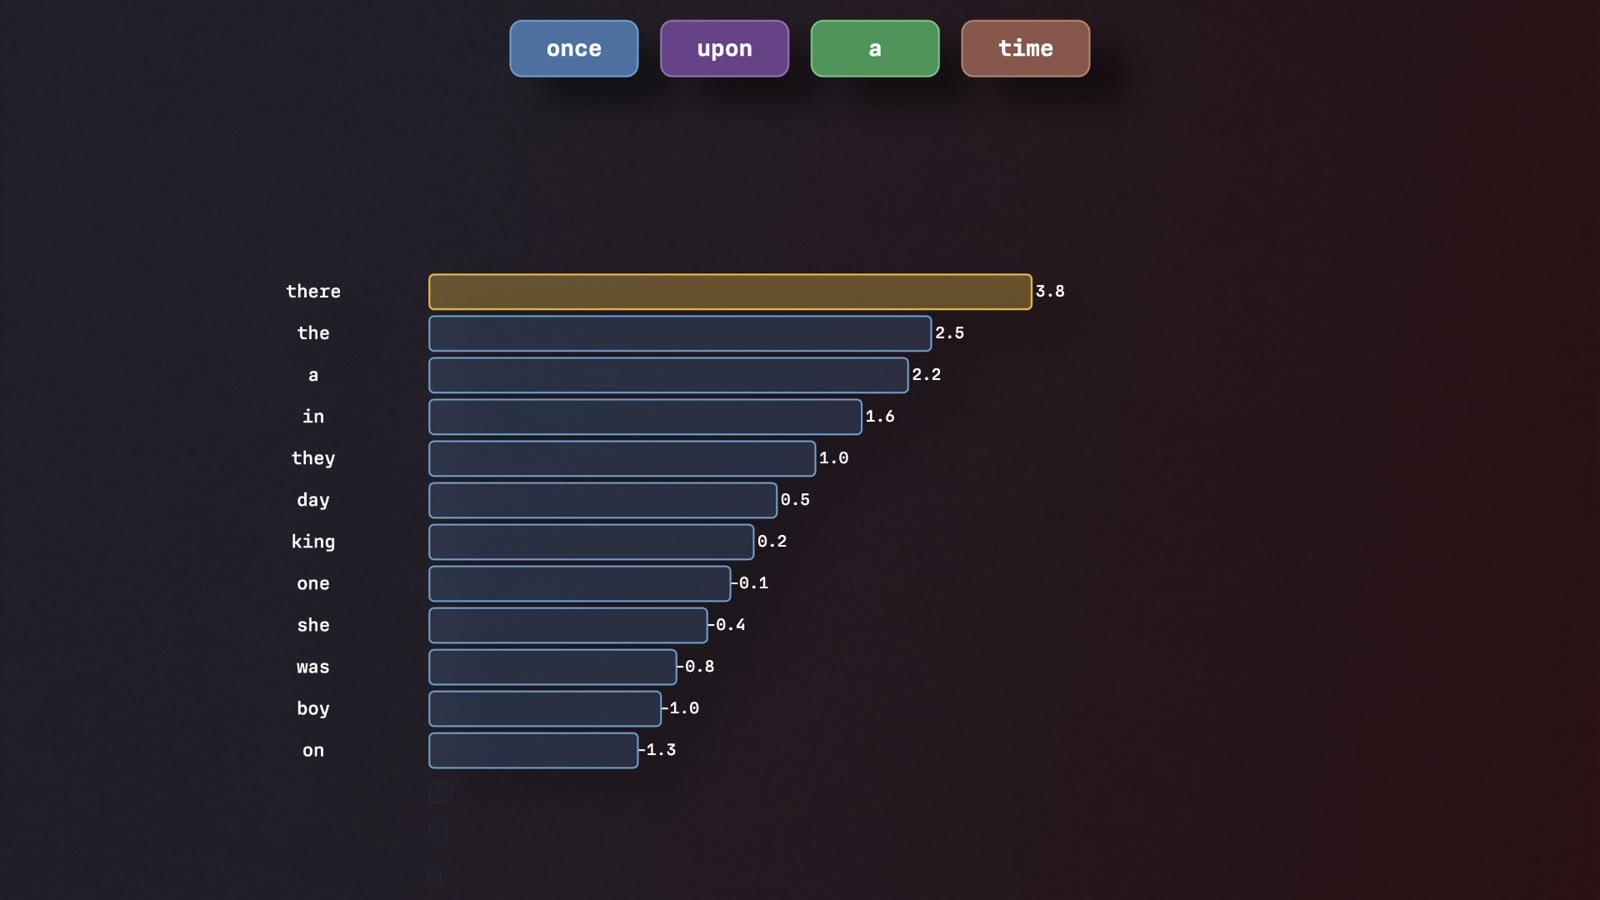 once upon a time
there 3.8
the 2.5
a 2.2
in 1.6
they 1.0
day 0.5
king 0.2
one -0.1
she -0.4
was -0.8
boy -1.0
on -1.3